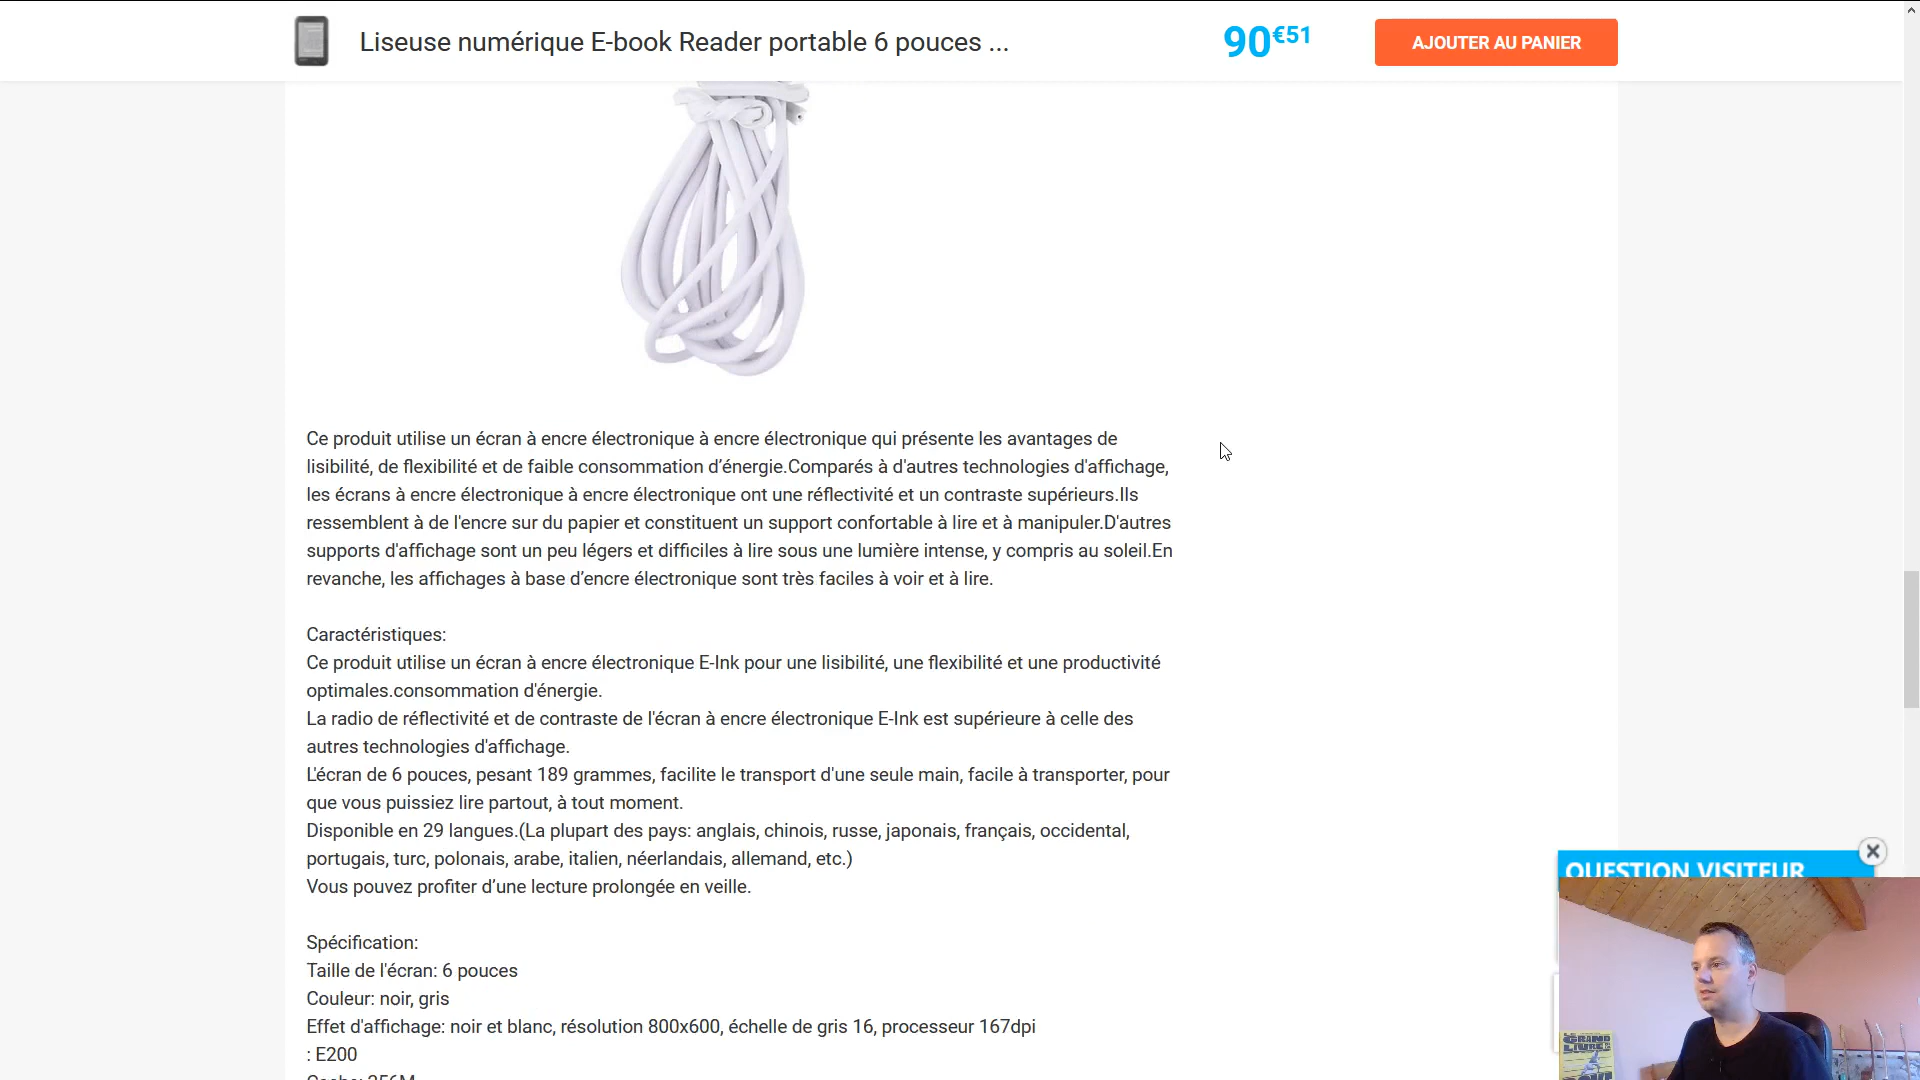 Liseuse numérique E-book Reader portable 6 pouces ...
90€51
AJOUTER AU PANIER
Ce produit utilise un écran à encre électronique à encre électronique qui présente les avantages de
lisibilité, de flexibilité et de faible consommation d’énergie.Comparés à d'autres technologies d'affichage,
les écrans à encre électronique à encre électronique ont une réflectivité et un contraste supérieurs.Ils
ressemblent à de l'encre sur du papier et constituent un support confortable à lire et à manipuler.D'autres
supports d'affichage sont un peu légers et difficiles à lire sous une lumière intense, y compris au soleil.En
revanche, les affichages à base d’encre électronique sont très faciles à voir et à lire.
Caractéristiques:
Ce produit utilise un écran à encre électronique E-Ink pour une lisibilité, une flexibilité et une productivité
optimales.consommation d'énergie.
La radio de réflectivité et de contraste de l'écran à encre électronique E-Ink est supérieure à celle des
autres technologies d'affichage.
L'écran de 6 pouces, pesant 189 grammes, facilite le transport d'une seule main, facile à transporter, pour
que vous puissiez lire partout, à tout moment.
Disponible en 29 langues.(La plupart des pays: anglais, chinois, russe, japonais, français, occidental,
portugais, turc, polonais, arabe, italien, néerlandais, allemand, etc.)
Vous pouvez profiter d’une lecture prolongée en veille.
QUESTION VISITEUR
Spécification:
Taille de l'écran: 6 pouces
Couleur: noir, gris
Effet d'affichage: noir et blanc, résolution 800x600, échelle de gris 16, processeur 167dpi
: E200
Cache: 256M
GRAND
LIVRE